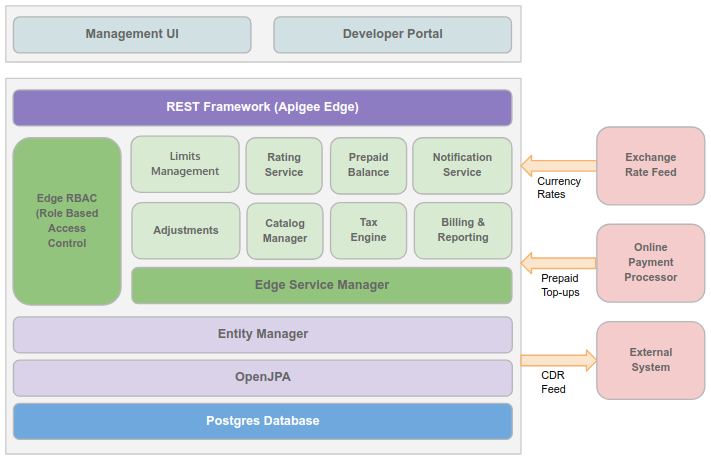 Management UI
Developer Portal
REST Framework (Apigee Edge)
Edge RBAC
(Role Based
Access
Control)
Limits
Management
Rating
Service
Prepaid
Balance
Notification
Service
Adjustments
Catalog
Manager
Tax
Engine
Billing &
Reporting
Edge Service Manager
Entity Manager
OpenJPA
Postgres Database
Currency
Rates
Exchange
Rate Feed
Prepaid
Top-ups
Online
Payment
Processor
CDR
Feed
External
System